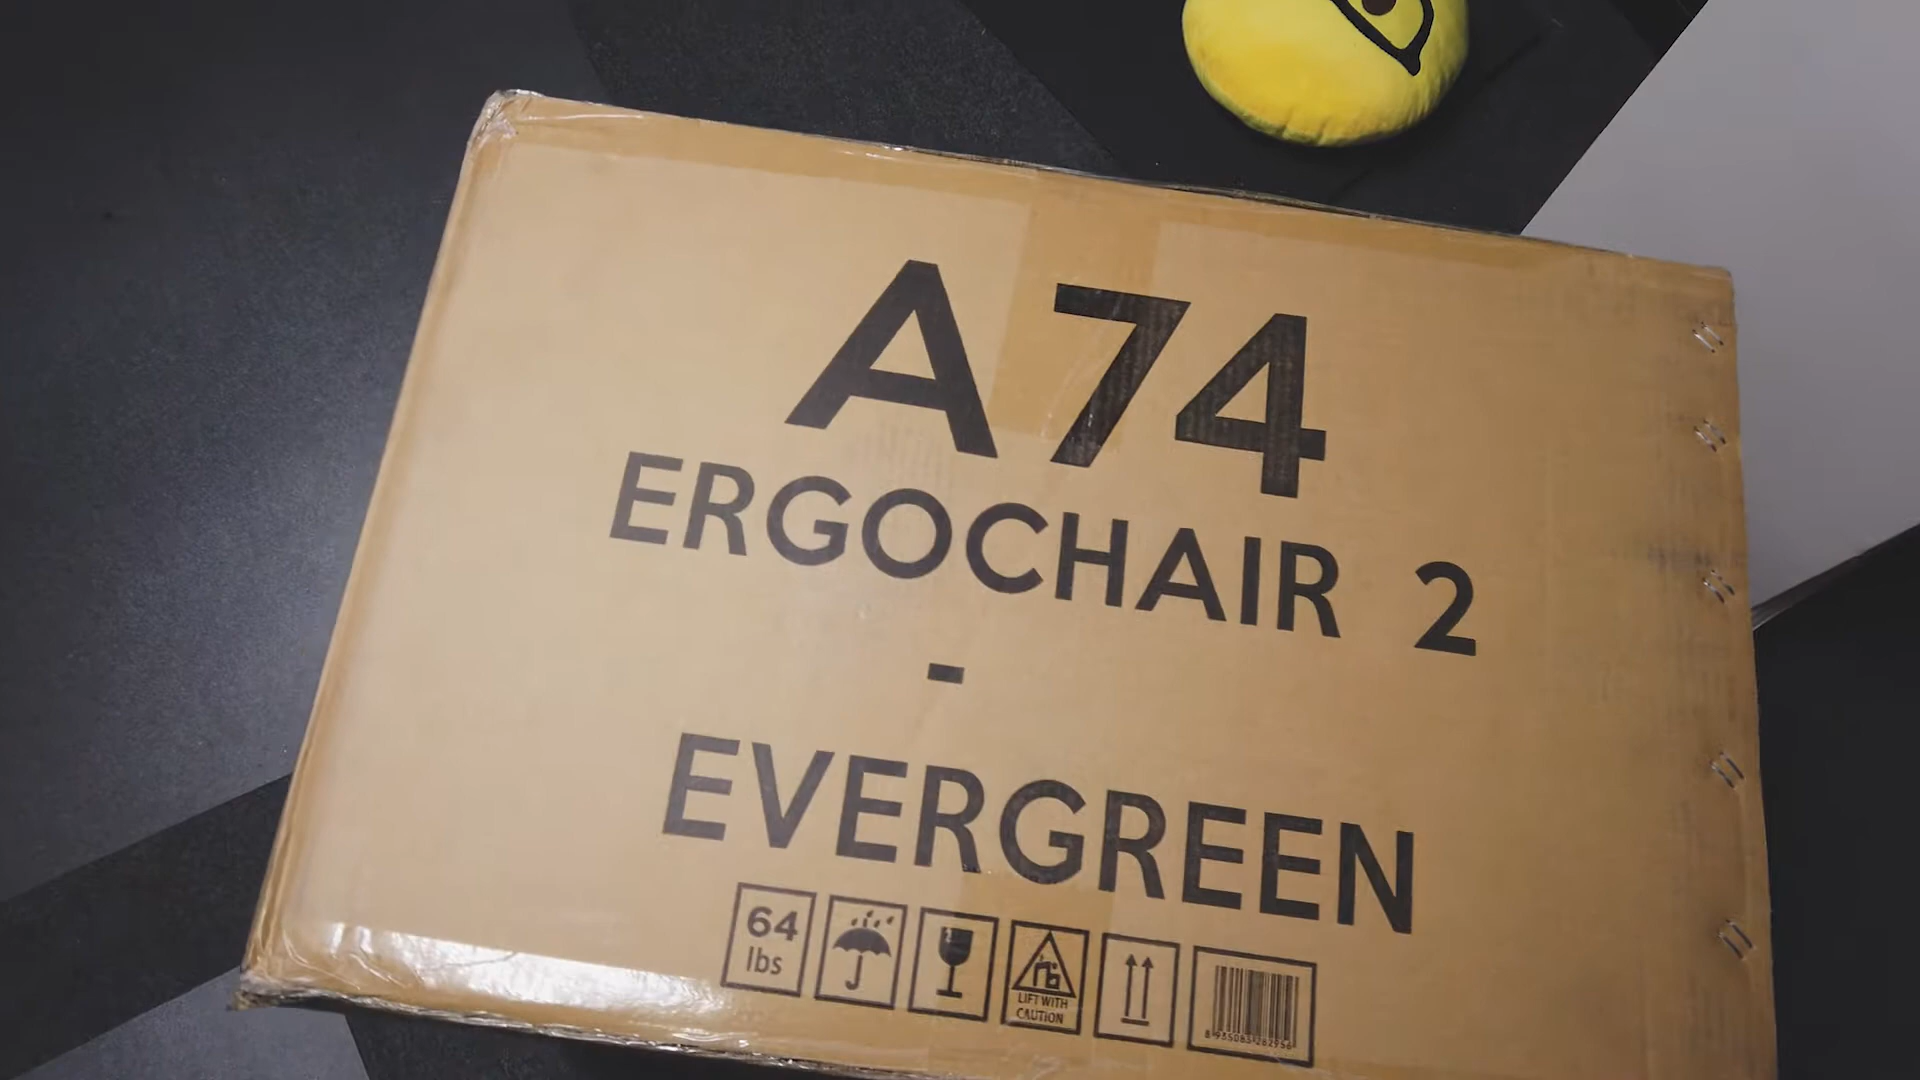 A74
ERGOCHAIR 2
-
EVERGREEN
64
lbs
LIFT WITH
CAUTION